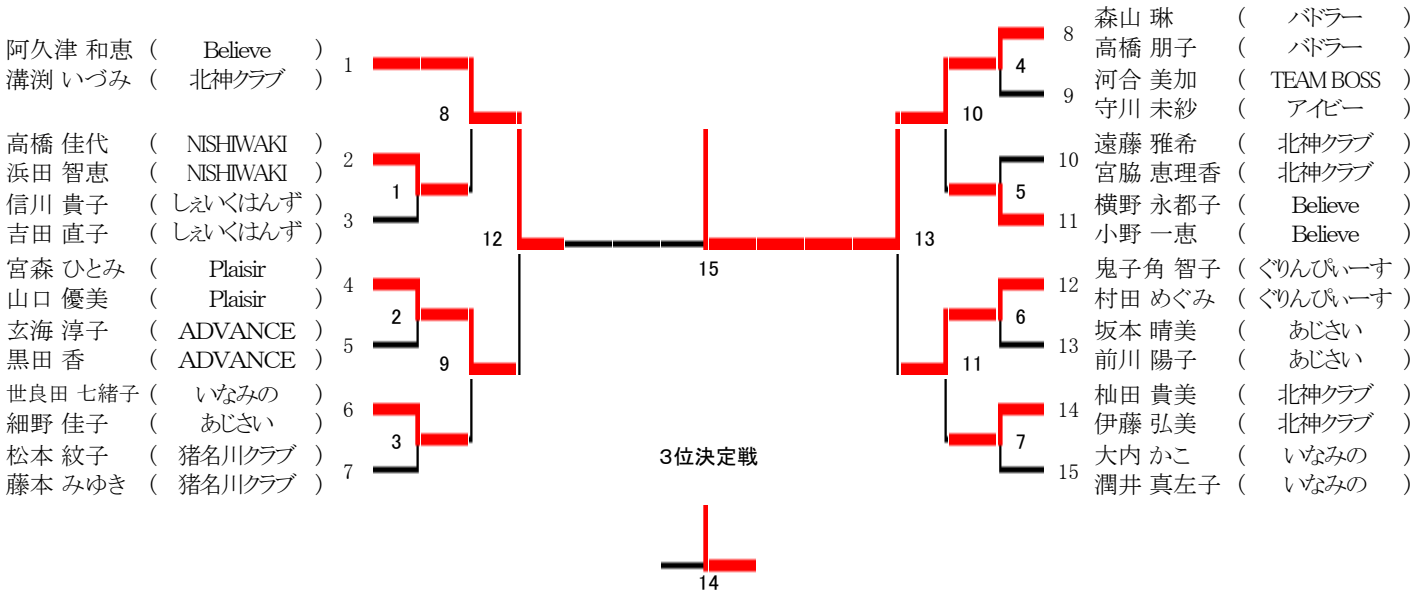 阿久津 和恵 ( Believe )
溝渕 いづみ ( 北神クラブ )
1
高橋 佳代 ( NISHIWAKI )
浜田 智恵 ( NISHIWAKI )
2
信川 貴子 ( しぇいくはんず )
吉田 直子 ( しぇいくはんず )
3
宮森 ひとみ ( Plaisir )
山口 優美 ( Plaisir )
4
玄海 淳子 ( ADVANCE )
黒田 香 ( ADVANCE )
5
世良田 七緒子 ( いなみの )
細野 佳子 ( あじさい )
6
松本 紋子 ( 猪名川クラブ )
藤本 みゆき ( 猪名川クラブ )
7
8
1
12
2
9
3
15
3位決定戦
14
4
10
5
13
6
11
7
8
森山 琳 ( バドラー )
高橋 朋子 ( バドラー )
9
河合 美加 ( TEAM BOSS )
守川 未紗 ( アイビー )
10
遠藤 雅希 ( 北神クラブ )
宮脇 恵理香 ( 北神クラブ )
11
横野 永都子 ( Believe )
小野 一恵 ( Believe )
12
鬼子角 智子 ( ぐりんぴぃーす )
村田 めぐみ ( ぐりんぴぃーす )
13
坂本 晴美 ( あじさい )
前川 陽子 ( あじさい )
14
杣田 貴美 ( 北神クラブ )
伊藤 弘美 ( 北神クラブ )
15
大内 かこ ( いなみの )
潤井 真左子 ( いなみの )